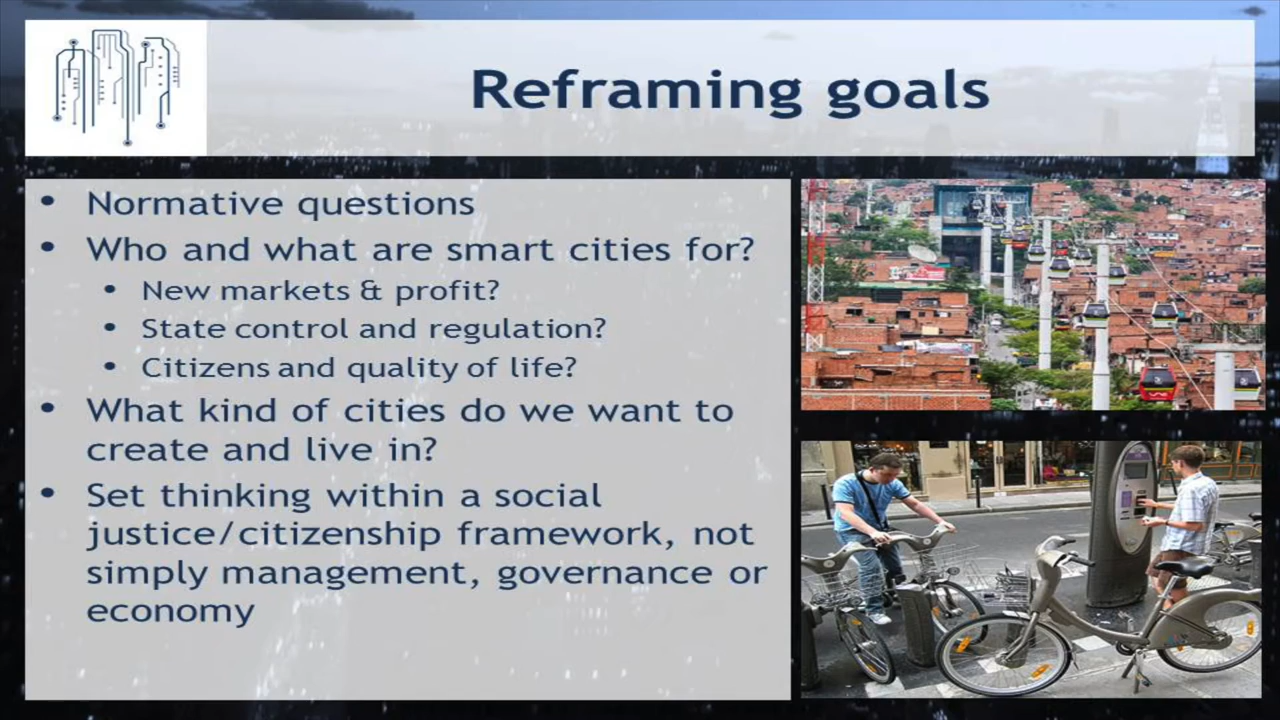 Reframing goals
• Normative questions
• Who and what are smart cities for?
• New markets & profit?
• State control and regulation?
• Citizens and quality of life?
• What kind of cities do we want to
create and live in?
• Set thinking within a social
justice/citizenship framework, not
simply management, governance or
economy